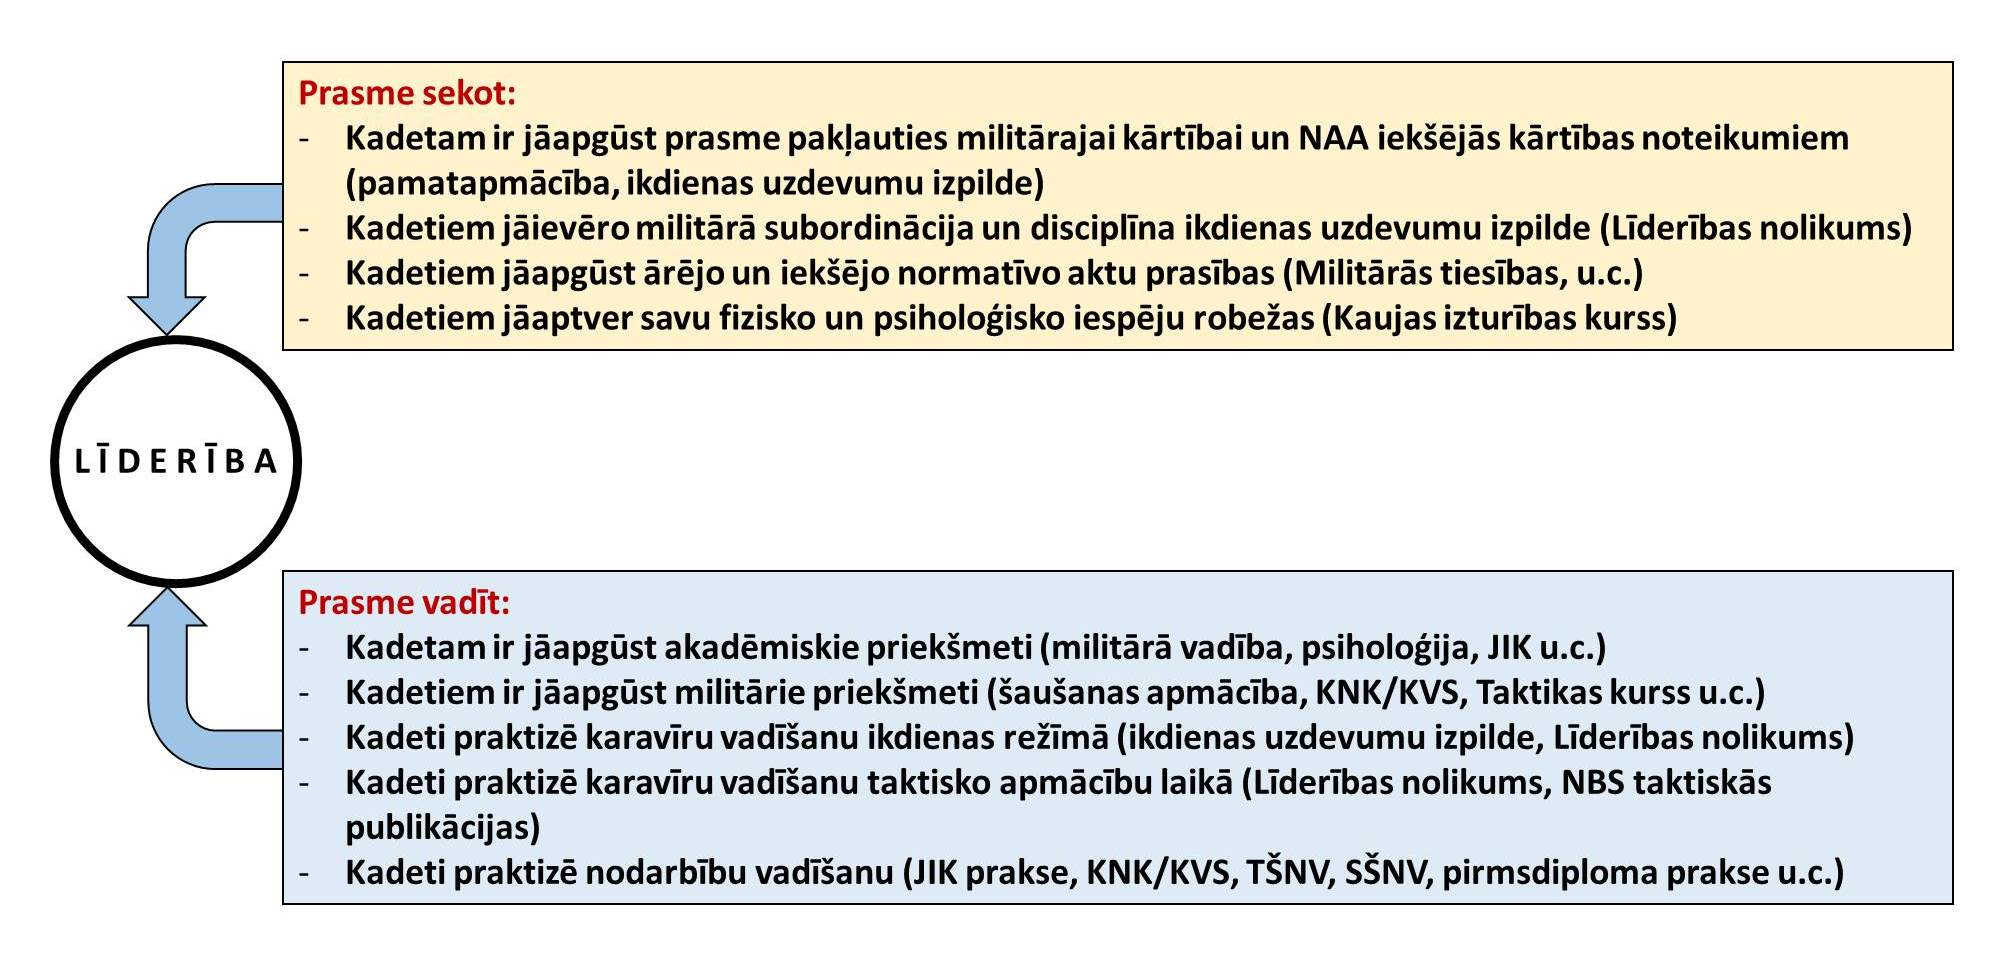 Prasme sekot:
- Kadetam ir jāapgūst prasme pakļauties militārajai kārtībai un NAA iekšējās kārtības noteikumiem
(pamatapmācība, ikdienas uzdevumu izpilde)
- Kadetiem jāievēro militārā subordinācija un disciplīna ikdienas uzdevumu izpilde (Līderības nolikums)
- Kadetiem jāapgūst ārējo un iekšējo normatīvo aktu prasības (Militārās tiesības, u.c.)
- Kadetiem jāaptver savu fizisko un psiholoģisko iespēju robežas (Kaujas izturības kurss)
LĪDERĪBA
Prasme vadīt:
- Kadetam ir jāapgūst akadēmiskie priekšmeti (militārā vadība, psiholoģija, JIK u.c.)
- Kadetiem ir jāapgūst militārie priekšmeti (šaušanas apmācība, KNK/KVS, Taktikas kurss u.c.)
- Kadeti praktizē karavīru vadīšanu ikdienas režīmā (ikdienas uzdevumu izpilde, Līderības nolikums)
- Kadeti praktizē karavīru vadīšanu taktisko apmācību laikā (Līderības nolikums, NBS taktiskās
publikācijas)
- Kadeti praktizē nodarbību vadīšanu (JIK prakse, KNK/KVS, TŠNV, SŠNV, pirmsdiploma prakse u.c.)